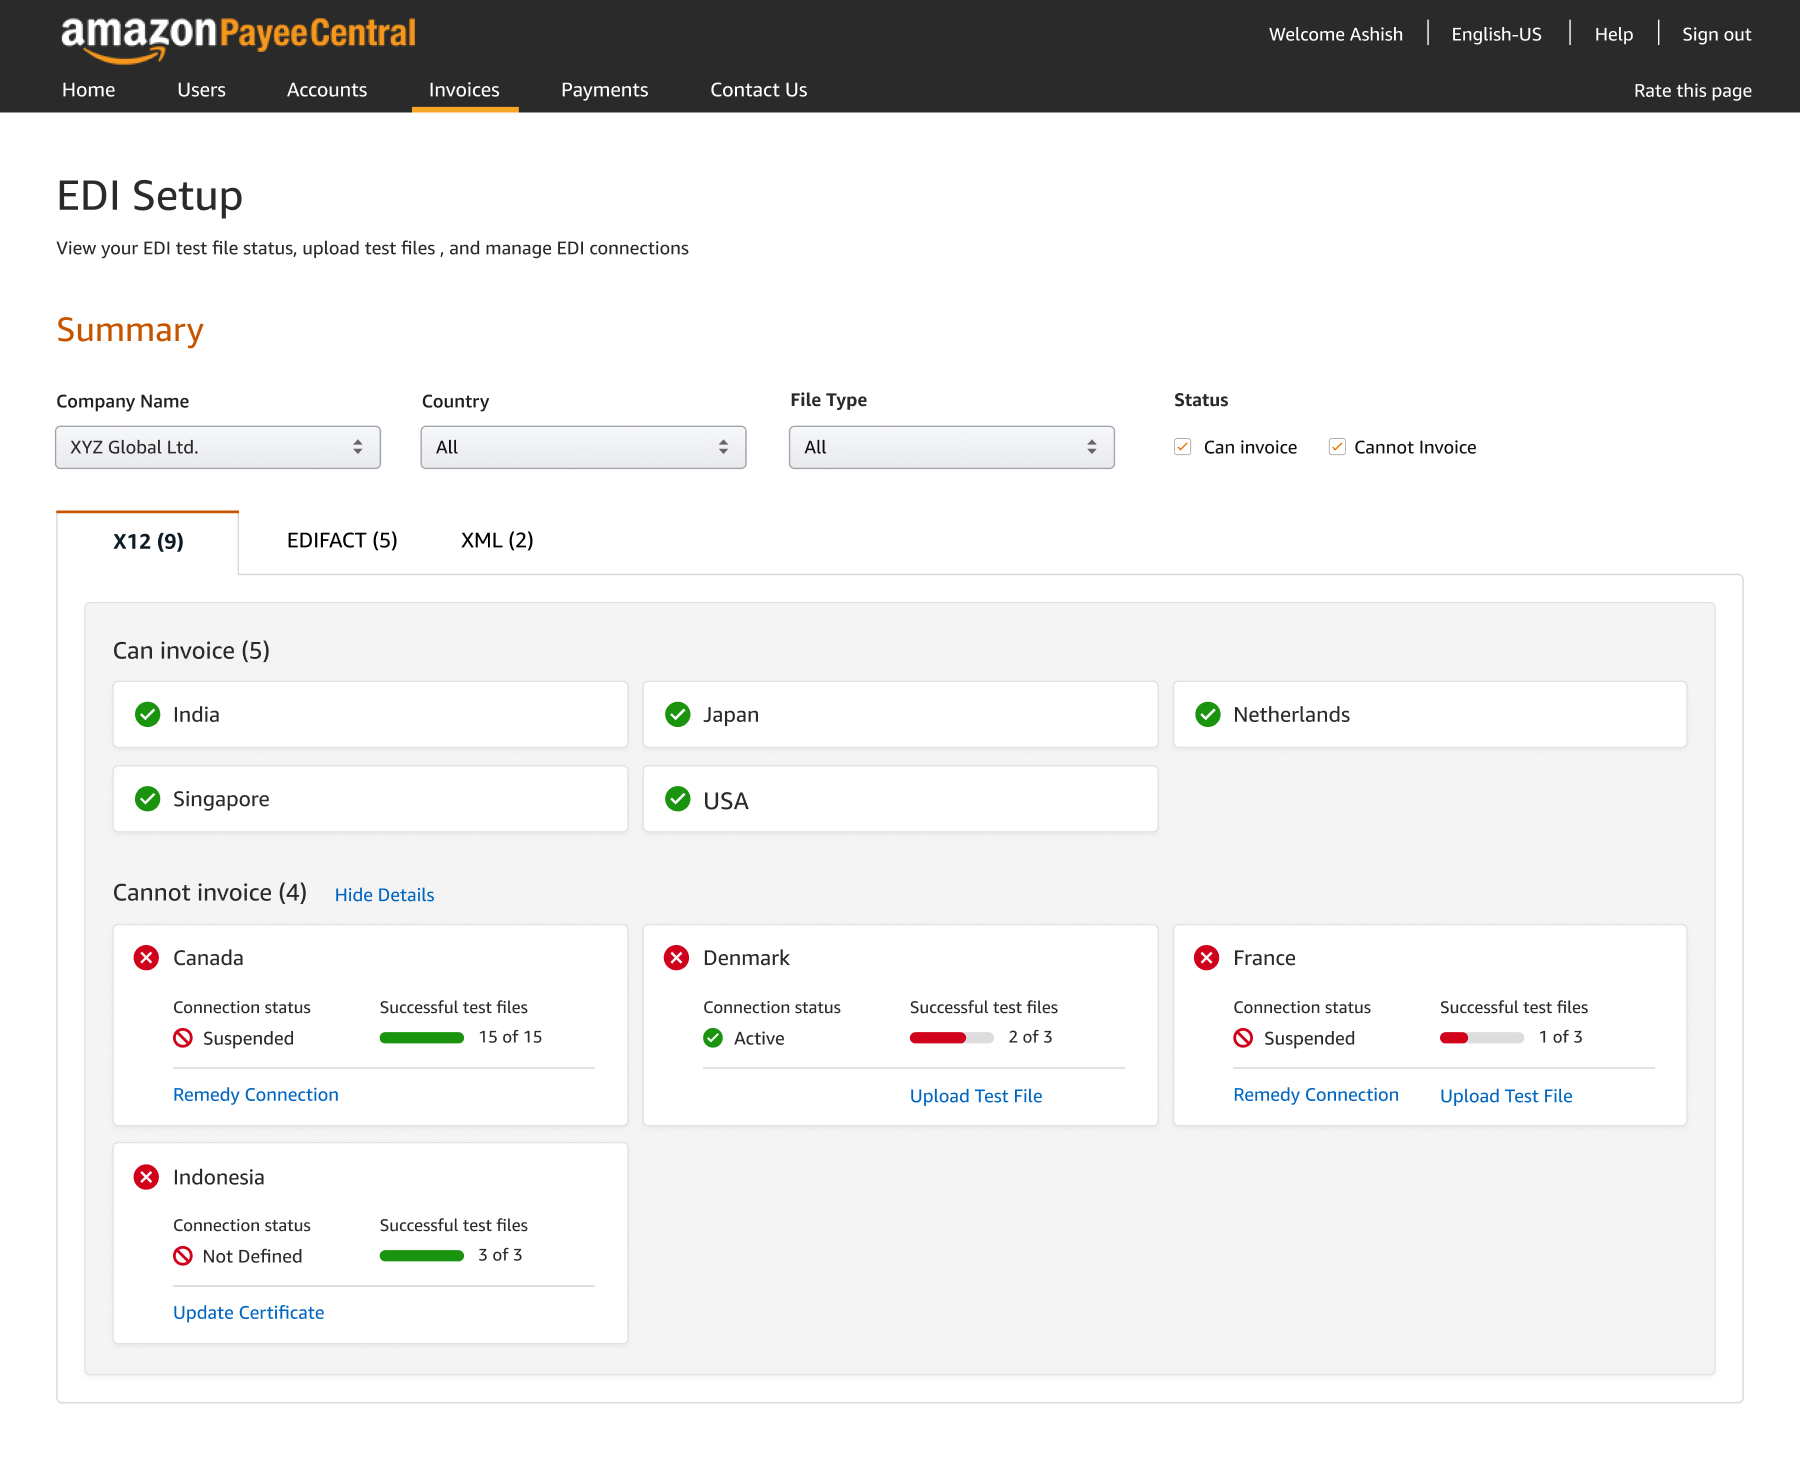 amazonPayeeCentral
Welcome Ashish English-US Help Sign out
Home Users Accounts Invoices Payments Contact Us Rate this page
EDI Setup
View your EDI test file status, upload test files , and manage EDI connections
Summary
Company Name Country File Type Status
XYZ Global Ltd. All All Can invoice Cannot Invoice
X12 (9) EDIFACT (5) XML (2)
Can invoice (5)
India Japan Netherlands
Singapore USA
Cannot invoice (4) Hide Details
Canada Denmark France
Connection status Successful test files Connection status Successful test files Connection status Successful test files
Suspended 15 of 15 Active 2 of 3 Suspended 1 of 3
Remedy Connection Upload Test File Remedy Connection Upload Test File
Indonesia
Connection status Successful test files
Not Defined 3 of 3
Update Certificate